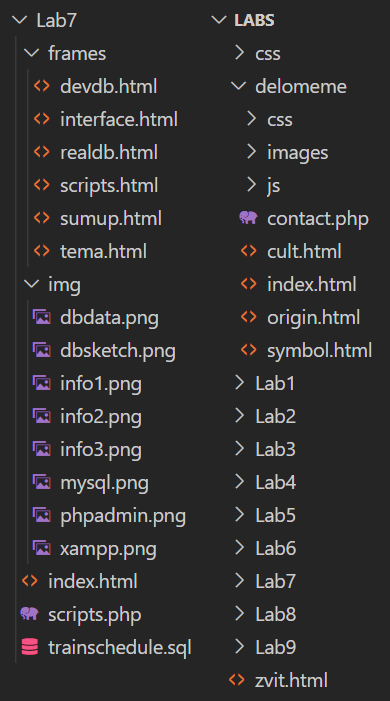 Lab7
frames
devdb.html
interface.html
realdb.html
scripts.html
sumup.html
tema.html
img
dbdata.png
dbsketch.png
info1.png
info2.png
info3.png
mysql.png
phpadmin.png
xampp.png
index.html
scripts.php
trainschedule.sql
LABS
css
delomeme
css
images
js
contact.php
cult.html
index.html
origin.html
symbol.html
Lab1
Lab2
Lab3
Lab4
Lab5
Lab6
Lab7
Lab8
Lab9
zvit.html